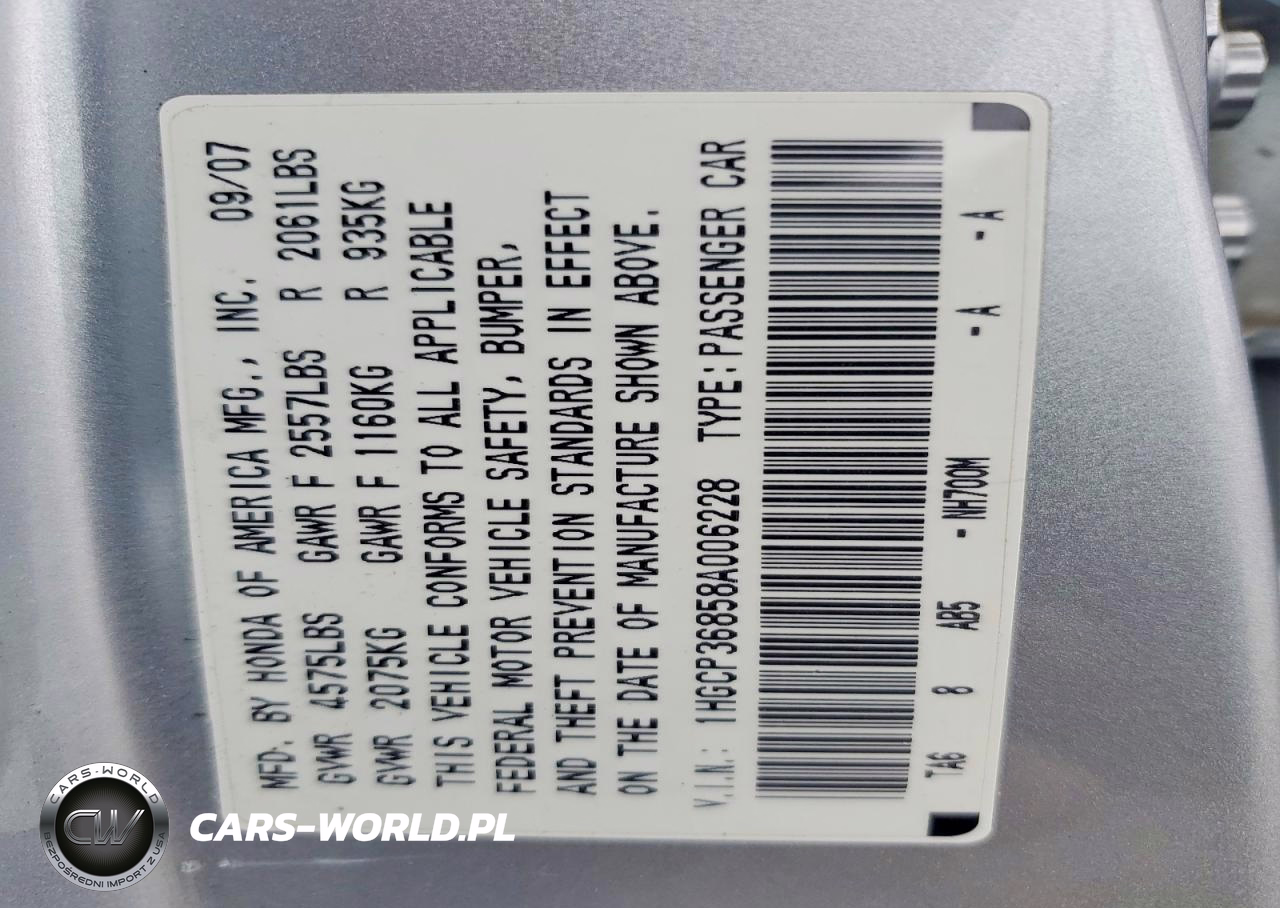 MFD. BY HONDA OF AMERICA MFG., INC. 09/07
GVWR 4575LBS GAWR F 2557LBS R 2061LBS
GVWR 2075KG GAWR F 1160KG R 935KG
THIS VEHICLE CONFORMS TO ALL APPLICABLE
FEDERAL MOTOR VEHICLE SAFETY, BUMPER,
AND THEFT PREVENTION STANDARDS IN EFFECT
ON THE DATE OF MANUFACTURE SHOWN ABOVE.
V.I.N.: 1HGCP36858A006228 TYPE:PASSENGER CAR
TA6 8 AB5 - NH700M - A - A
CARS-WORLD
CW
BEZPOŚREDNI IMPORT Z USA
CARS-WORLD.PL